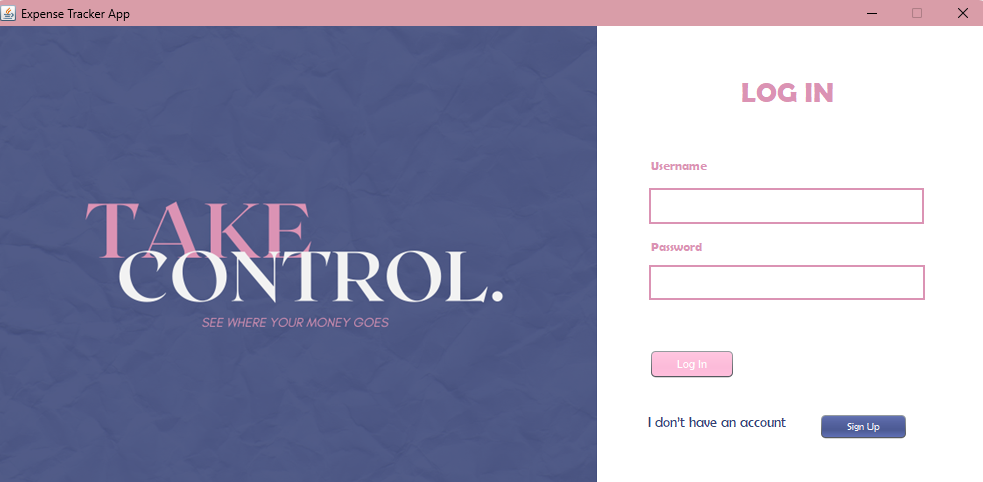 Expense Tracker App
TAKE
CONTROL.
SEE WHERE YOUR MONEY GOES
LOG IN
Username
Password
Log In
I don't have an account
Sign Up